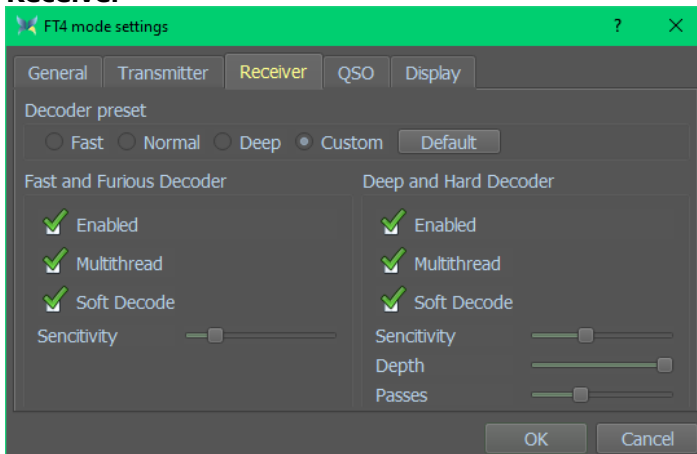 Receiver
FT4 mode settings ? ×
General Transmitter Receiver QSO Display
Decoder preset
Fast Normal Deep Custom Default
Fast and Furious Decoder Deep and Hard Decoder
Enabled Enabled
Multithread Multithread
Soft Decode Soft Decode
Sencitivity Sencitivity
Depth
Passes
OK Cancel